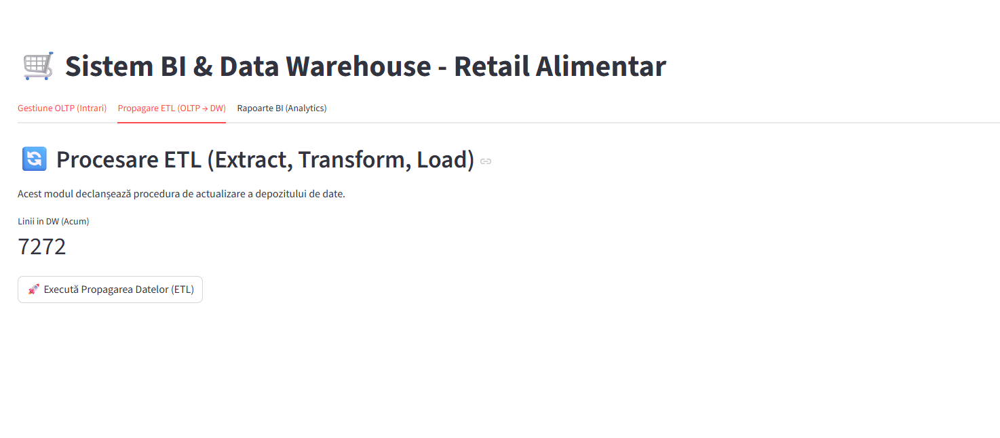 Sistem BI & Data Warehouse - Retail Alimentar
Gestiune OLTP (Intrari) Propagare ETL (OLTP → DW) Rapoarte BI (Analytics)
Procesare ETL (Extract, Transform, Load)
Acest modul declanșează procedura de actualizare a depozitului de date.
Linii in DW (Acum)
7272
🚀 Execută Propagarea Datelor (ETL)